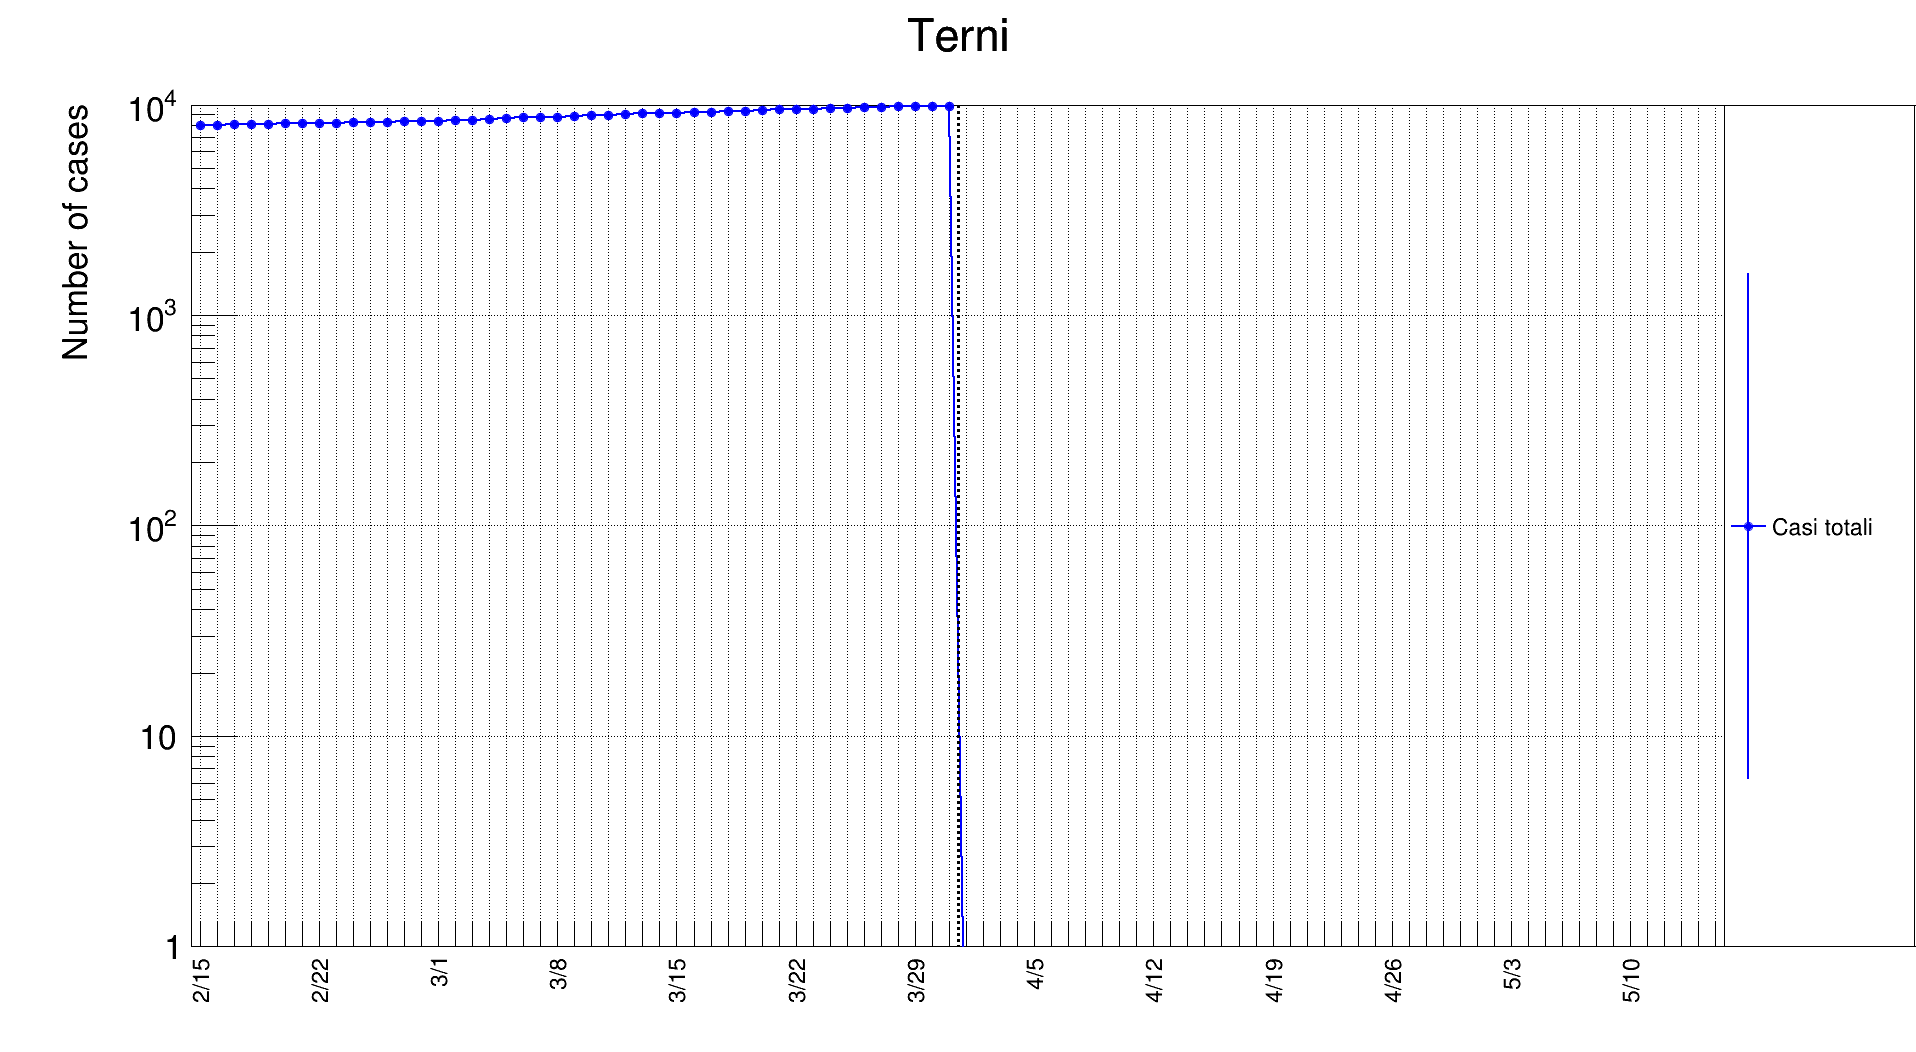 Terni
Number of cases
10^4
10^3
10^2
10
1
2/15 2/22 3/1 3/8 3/15 3/22 3/29 4/5 4/12 4/19 4/26 5/3 5/10
Casi totali